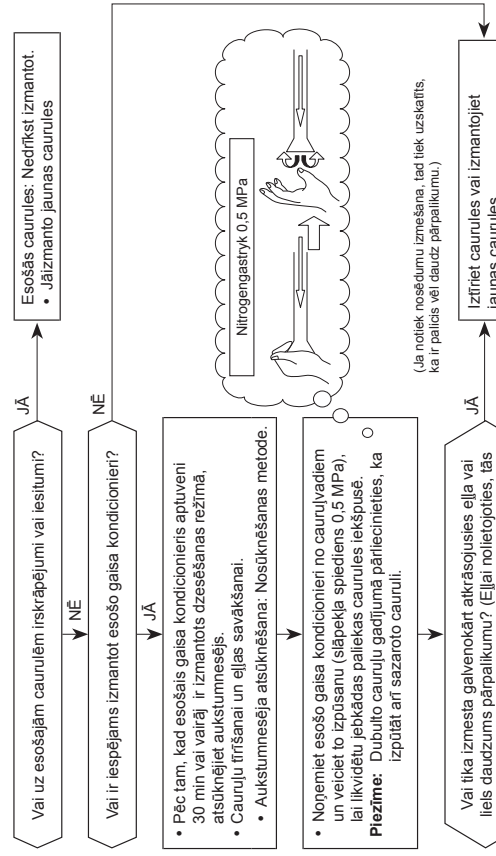 Vai uz esošajām caurulēm irskrāpējumi vai iesitumi?
JĀ
Esošās caurules: Nedrīkst izmantot.
• Jāizmanto jaunas caurules
NĒ
Vai ir iespējams izmantot esošo gaisa kondicionieri?
NĒ
JĀ
• Pēc tam, kad esošais gaisa kondicionieris aptuveni
30 min vai vairāj ir izmantots dzesēšanas režīmā,
atsūknējiet aukstumnesējs.
• Cauruļu tīrīšanai un eļļas savākšanai.
• Aukstumnesēja atsūknēšana: Nosūknēšanas metode.
Nitrogengastryk 0,5 MPa
• Noņemiet esošo gaisa kondicionieri no cauruļvadiem
un veiciet to izpūsanu (slāpekļa spiediens 0,5 MPa),
lai likvidētu jebkādas paliekas caurules iekšpusē.
Piezīme: Dubulto cauruļu gadījumā pārliecinieties, ka
izpūtāt arī sazaroto cauruli.
(Ja notiek nosēdumu izmešana, tad tiek uzskatīts,
ka ir palicis vēl daudz pārpalikumu.)
Vai tika izmesta galvenokārt atkrāsojusies eļļa vai
liels daudzums pārpalikumu? (Eļļai nolietojoties, tās
JĀ
Iztīriet caurules vai izmantojiet
jaunas caurules